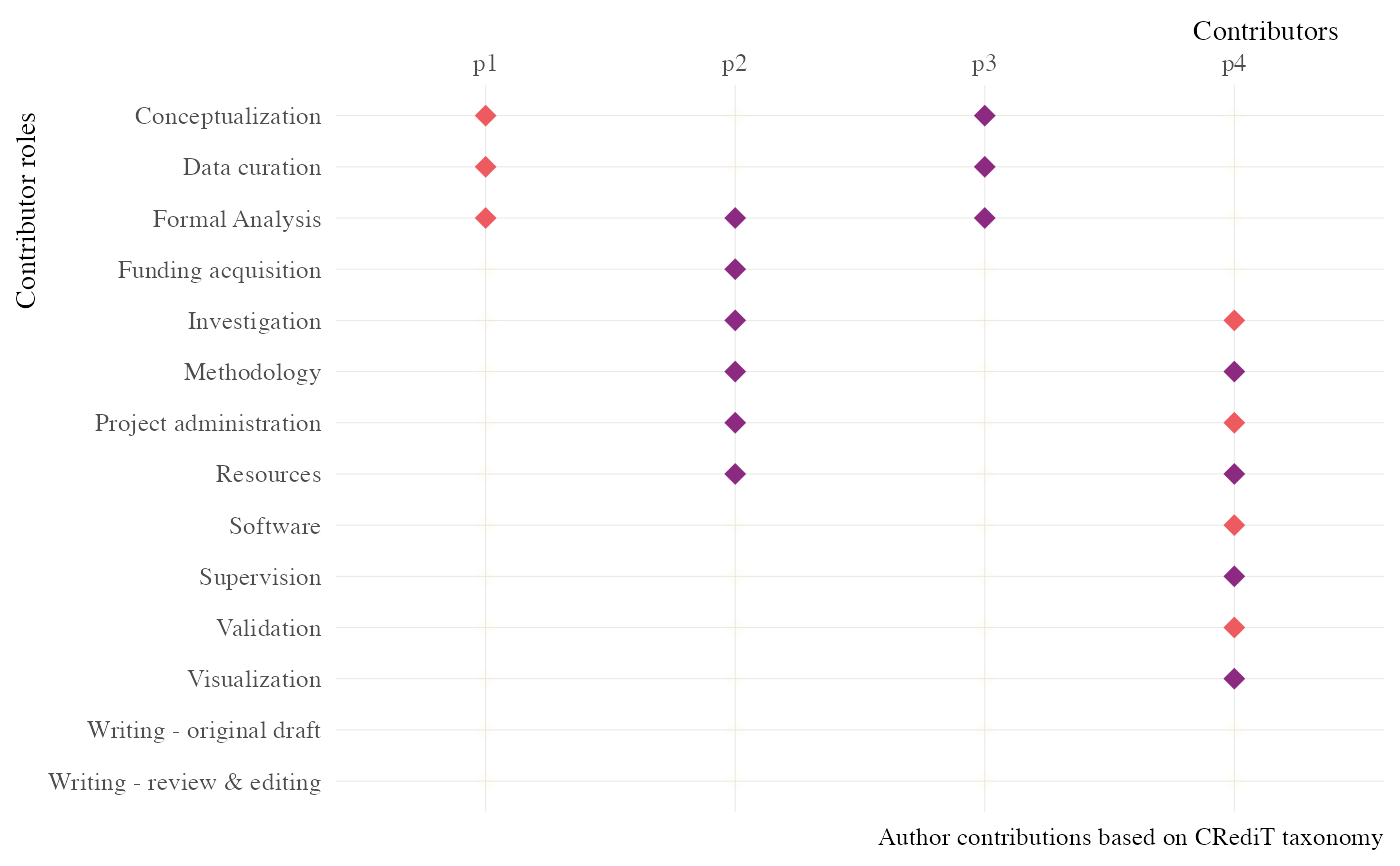 Contributors
p1 p2 p3 p4
Contributor roles
Conceptualization
Data curation
Formal Analysis
Funding acquisition
Investigation
Methodology
Project administration
Resources
Software
Supervision
Validation
Visualization
Writing - original draft
Writing - review & editing
Author contributions based on CRediT taxonomy